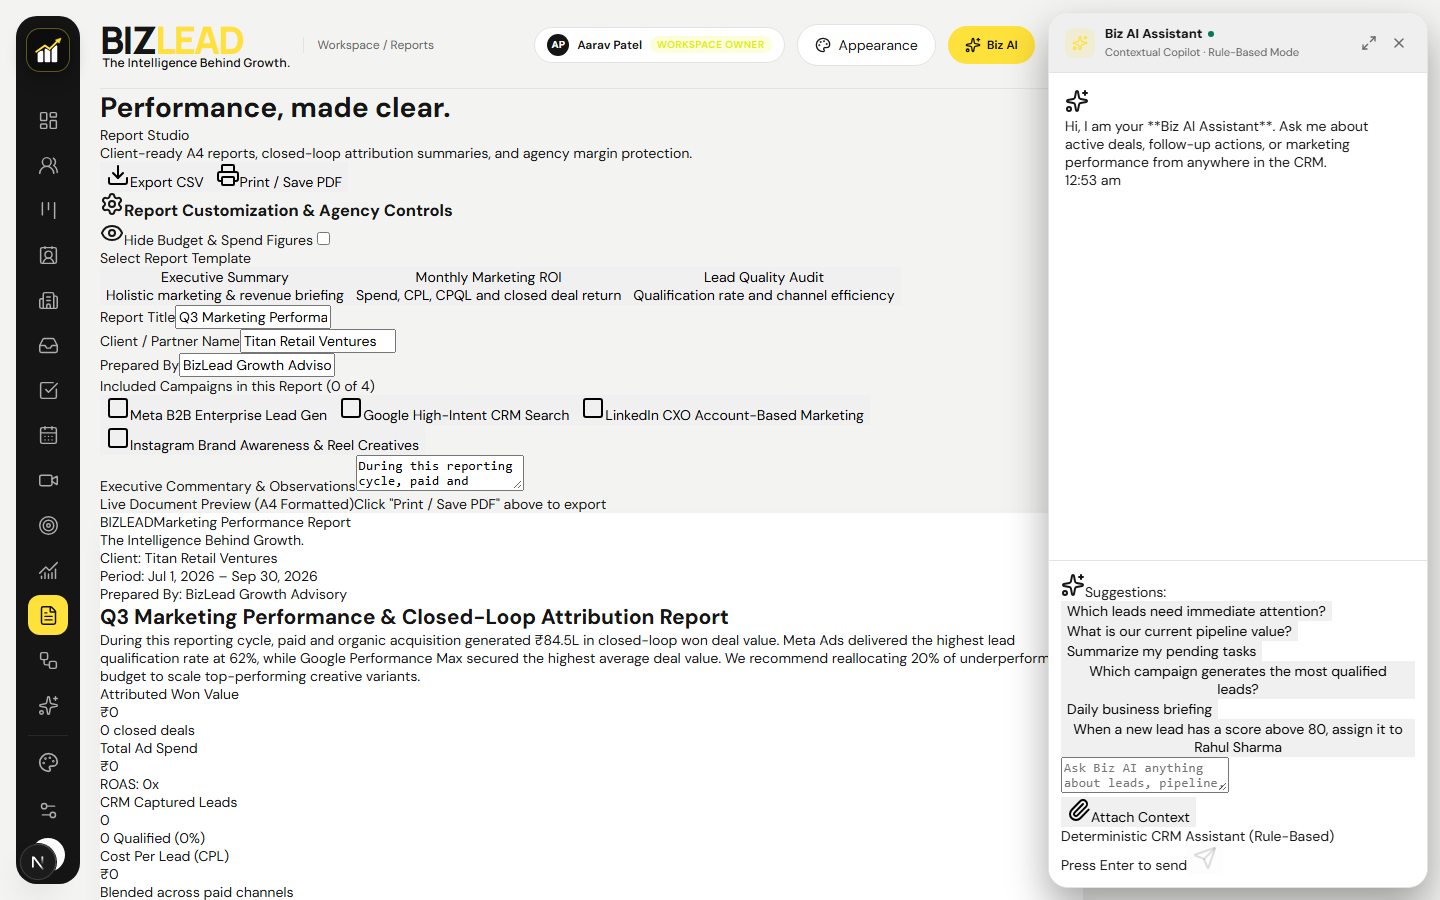 BIZLEAD
The Intelligence Behind Growth.
Workspace / Reports
AP Aarav Patel WORKSPACE OWNER
Appearance
Biz AI
Performance, made clear.
Report Studio
Client-ready A4 reports, closed-loop attribution summaries, and agency margin protection.
Export CSV Print / Save PDF
Report Customization & Agency Controls
Hide Budget & Spend Figures
Select Report Template
Executive Summary Monthly Marketing ROI Lead Quality Audit
Holistic marketing & revenue briefing Spend, CPL, CPQL and closed deal return Qualification rate and channel efficiency
Report Title Q3 Marketing Performa
Client / Partner Name Titan Retail Ventures
Prepared By BizLead Growth Adviso
Included Campaigns in this Report (0 of 4)
Meta B2B Enterprise Lead Gen Google High-Intent CRM Search LinkedIn CXO Account-Based Marketing
Instagram Brand Awareness & Reel Creatives
During this reporting
cycle, paid and
Executive Commentary & Observations
Live Document Preview (A4 Formatted)Click "Print / Save PDF" above to export
BIZLEADMarketing Performance Report
The Intelligence Behind Growth.
Client: Titan Retail Ventures
Period: Jul 1, 2026 – Sep 30, 2026
Prepared By: BizLead Growth Advisory
Q3 Marketing Performance & Closed-Loop Attribution Report
During this reporting cycle, paid and organic acquisition generated ₹84.5L in closed-loop won deal value. Meta Ads delivered the highest lead
qualification rate at 62%, while Google Performance Max secured the highest average deal value. We recommend reallocating 20% of underperform
budget to scale top-performing creative variants.
Attributed Won Value
₹0
0 closed deals
Total Ad Spend
₹0
ROAS: 0x
CRM Captured Leads
0
0 Qualified (0%)
Cost Per Lead (CPL)
₹0
Blended across paid channels
N
Biz AI Assistant
Contextual Copilot · Rule-Based Mode
Hi, I am your **Biz AI Assistant**. Ask me about
active deals, follow-up actions, or marketing
performance from anywhere in the CRM.
12:53 am
Suggestions:
Which leads need immediate attention?
What is our current pipeline value?
Summarize my pending tasks
Which campaign generates the most qualified
leads?
Daily business briefing
When a new lead has a score above 80, assign it to
Rahul Sharma
Ask Biz AI anything
about leads, pipeline,
Attach Context
Deterministic CRM Assistant (Rule-Based)
Press Enter to send